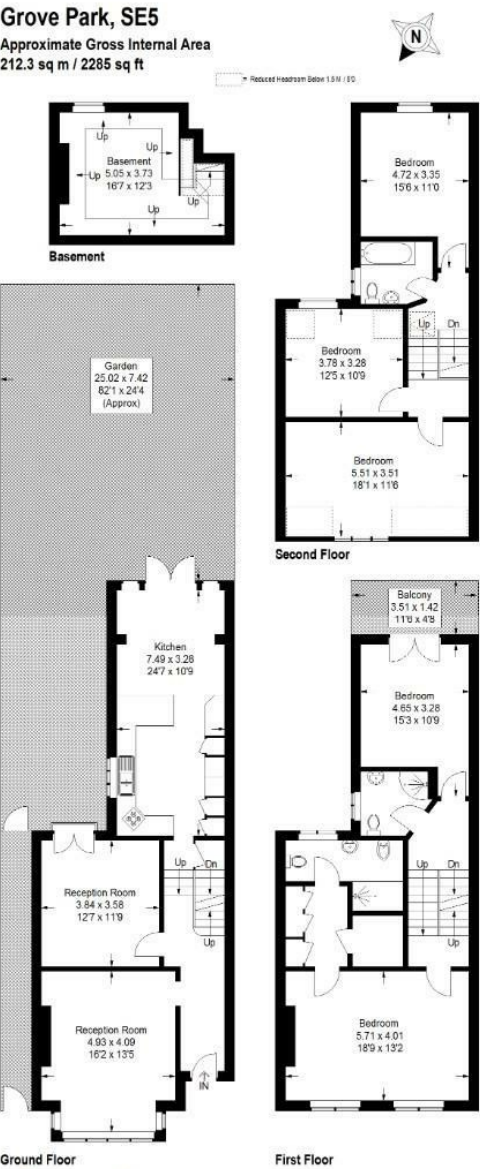 Grove Park, SE5
Approximate Gross Internal Area
212.3 sq m / 2285 sq ft
N
= Reduced Headroom Below 1.5 M / 5'0
Up
Up
Up
Up
Up
Basement
5.05 x 3.73
16'7 x 12'3
Basement
Bedroom
4.72 x 3.35
15'6 x 11'0
Up
Dn
Bedroom
3.78 x 3.28
12'5 x 10'9
Bedroom
5.51 x 3.51
18'1 x 11'6
Second Floor
Garden
25.02 x 7.42
82'1 x 24'4
(Approx)
Kitchen
7.49 x 3.28
24'7 x 10'9
Up
Dn
Up
Reception Room
3.84 x 3.58
12'7 x 11'9
Reception Room
4.93 x 4.09
16'2 x 13'5
IN
Ground Floor
Balcony
3.51 x 1.42
11'6 x 4'8
Bedroom
4.65 x 3.28
15'3 x 10'9
Up
Dn
Up
Bedroom
5.71 x 4.01
18'9 x 13'2
First Floor